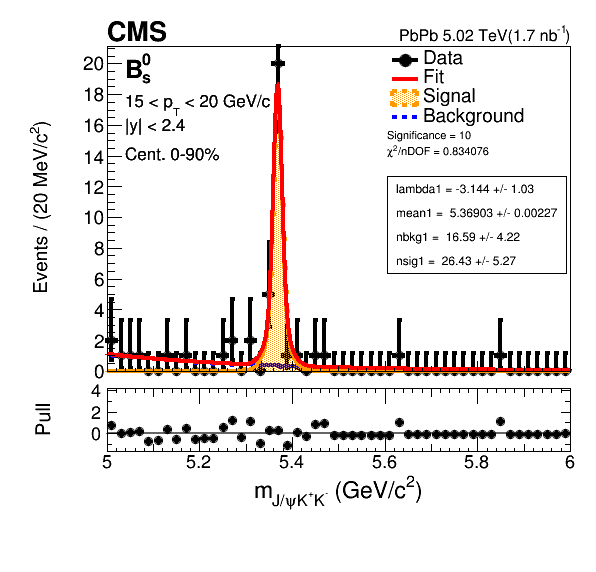 CMS
PbPb 5.02 TeV(1.7 nb⁻¹)
B⁰ₛ
15 < p_T < 20 GeV/c
|y| < 2.4
Cent. 0-90%
Data
Fit
Signal
Background
Significance = 10
χ²/nDOF = 0.834076
lambda1 = -3.144 +/- 1.03
mean1 = 5.36903 +/- 0.00227
nbkg1 = 16.59 +/- 4.22
nsig1 = 26.43 +/- 5.27
Events/ (20 MeV/c²)
20
18
16
14
12
10
8
6
4
2
0
Pull
4
2
0
5 5.2 5.4 5.6 5.8 6
m_{J/ψK⁺K⁻} (GeV/c²)